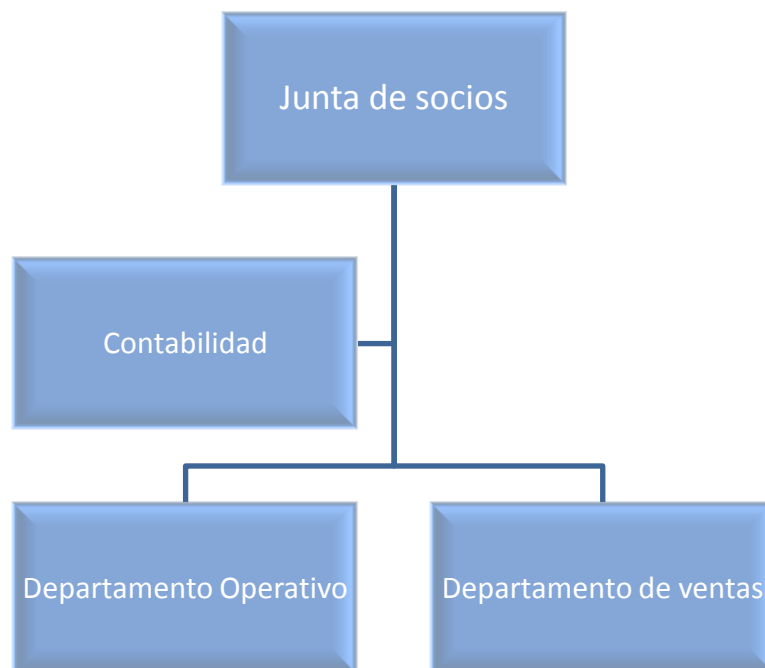 Junta de socios
Contabilidad
Departamento Operativo
Departamento de ventas